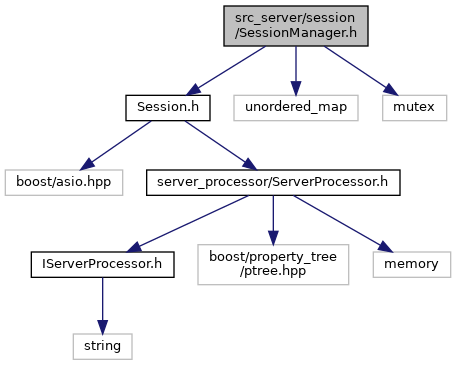 src_server/session
/SessionManager.h
Session.h
unordered_map
mutex
boost/asio.hpp
server_processor/ServerProcessor.h
IServerProcessor.h
boost/property_tree
/ptree.hpp
memory
string